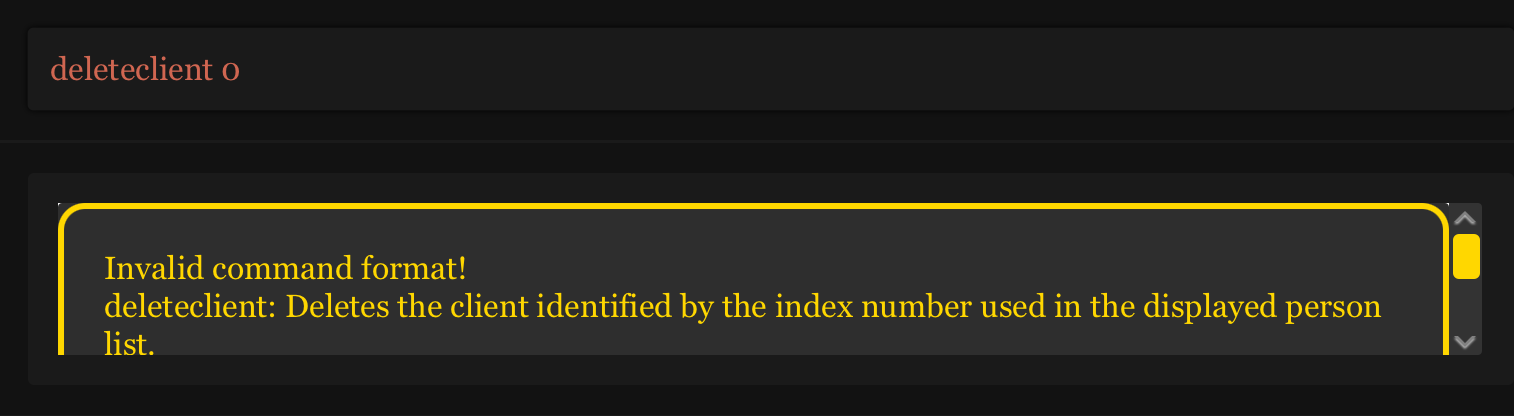 deleteclient 0
Invalid command format!
deleteclient: Deletes the client identified by the index number used in the displayed person
list.